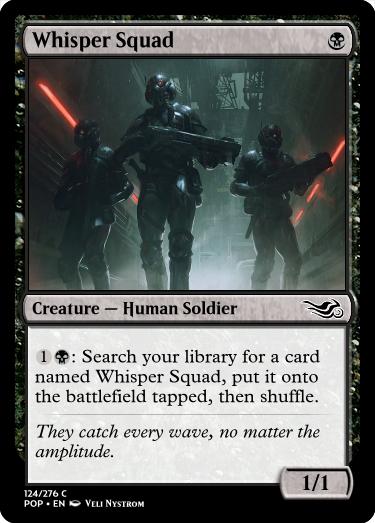 Whisper Squad
Creature — Human Soldier
1 : Search your library for a card
named Whisper Squad, put it onto
the battlefield tapped, then shuffle.
They catch every wave, no matter the
amplitude.
1/1
124/276 C
POP • EN Veli Nystrom